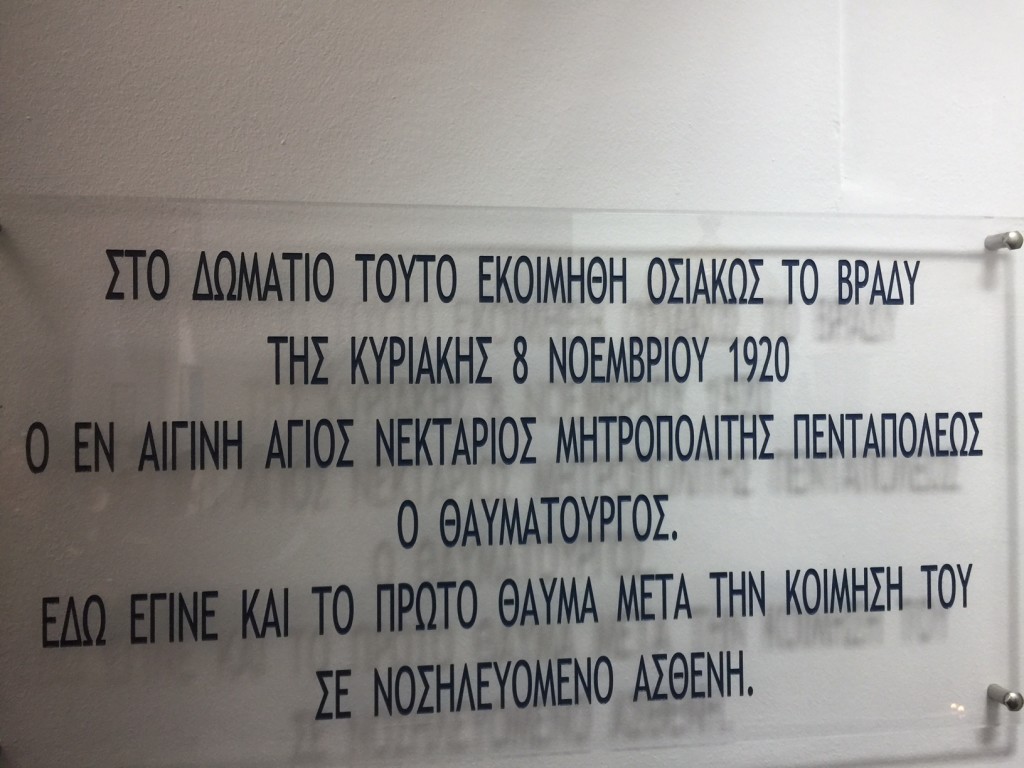 ΣΤΟ ΔΩΜΑΤΙΟ ΤΟΥΤΟ ΕΚΟΙΜΗΘΗ ΟΣΙΑΚΩΣ ΤΟ ΒΡΑΔΥ
ΤΗΣ ΚΥΡΙΑΚΗΣ 8 ΝΟΕΜΒΡΙΟΥ 1920
Ο ΕΝ ΑΙΓΙΝΗ ΑΓΙΟΣ ΝΕΚΤΑΡΙΟΣ ΜΗΤΡΟΠΟΛΙΤΗΣ ΠΕΝΤΑΠΟΛΕΩΣ
Ο ΘΑΥΜΑΤΟΥΡΓΟΣ.
ΕΔΩ ΕΓΙΝΕ ΚΑΙ ΤΟ ΠΡΩΤΟ ΘΑΥΜΑ ΜΕΤΑ ΤΗΝ ΚΟΙΜΗΣΗ ΤΟΥ
ΣΕ ΝΟΣΗΛΕΥΟΜΕΝΟ ΑΣΘΕΝΗ.